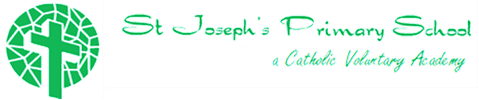 St Joseph's Primary School
a Catholic Voluntary Academy